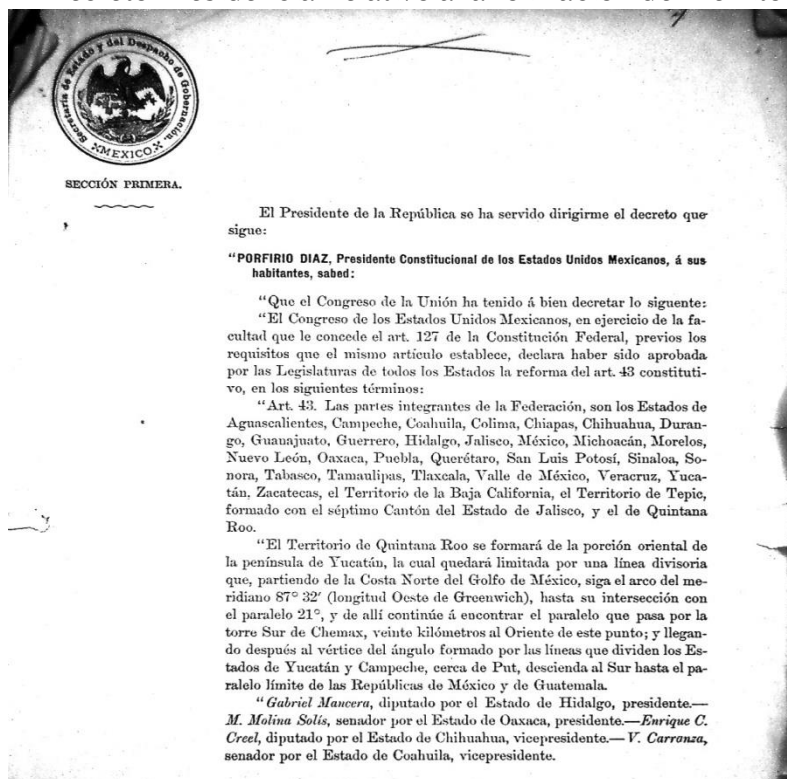 Secretaría de Estado y del Despacho de Gobernación.
MEXICO.
SECCIÓN PRIMERA.
El Presidente de la República se ha servido dirigirme el decreto que
sigue:
"PORFIRIO DIAZ, Presidente Constitucional de los Estados Unidos Mexicanos, á sus
habitantes, sabed:
"Que el Congreso de la Unión ha tenido á bien decretar lo siguente:
"El Congreso de los Estados Unidos Mexicanos, en ejercicio de la fa-
cultad que le concede el art. 127 de la Constitución Federal, previos los
requisitos que el mismo artículo establece, declara haber sido aprobada
por las Legislaturas de todos los Estados la reforma del art. 43 constituti-
vo, en los siguientes términos:
"Art. 43. Las partes integrantes de la Federación, son los Estados de
Aguascalientes, Campeche, Coahuila, Colima, Chiapas, Chihuahua, Duran-
go, Guanajuato, Guerrero, Hidalgo, Jalisco, México, Michoacán, Morelos,
Nuevo León, Oaxaca, Puebla, Querétaro, San Luis Potosí, Sinaloa, So-
nora, Tabasco, Tamaulipas, Tlaxcala, Valle de México, Veracruz, Yuca-
tán, Zacatecas, el Territorio de la Baja California, el Territorio de Tepic,
formado con el séptimo Cantón del Estado de Jalisco, y el de Quintana
Roo.
"El Territorio de Quintana Roo se formará de la porción oriental de
la península de Yucatán, la cual quedará limitada por una línea divisoria
que, partiendo de la Costa Norte del Golfo de México, siga el arco del me-
ridiano 87° 32′ (longitud Oeste de Greenwich), hasta su intersección con
el paralelo 21°, y de allí continúe á encontrar el paralelo que pasa por la
torre Sur de Chemax, veinte kilómetros al Oriente de este punto; y llegan-
do después al vértice del ángulo formado por las líneas que dividen los Es-
tados de Yucatán y Campeche, cerca de Put, descienda al Sur hasta el pa-
ralelo límite de las Repúblicas de México y de Guatemala.
"Gabriel Mancera, diputado por el Estado de Hidalgo, presidente.—
M. Molina Solís, senador por el Estado de Oaxaca, presidente.—Enrique C.
Creel, diputado por el Estado de Chihuahua, vicepresidente.—V. Carranza,
senador por el Estado de Coahuila, vicepresidente.